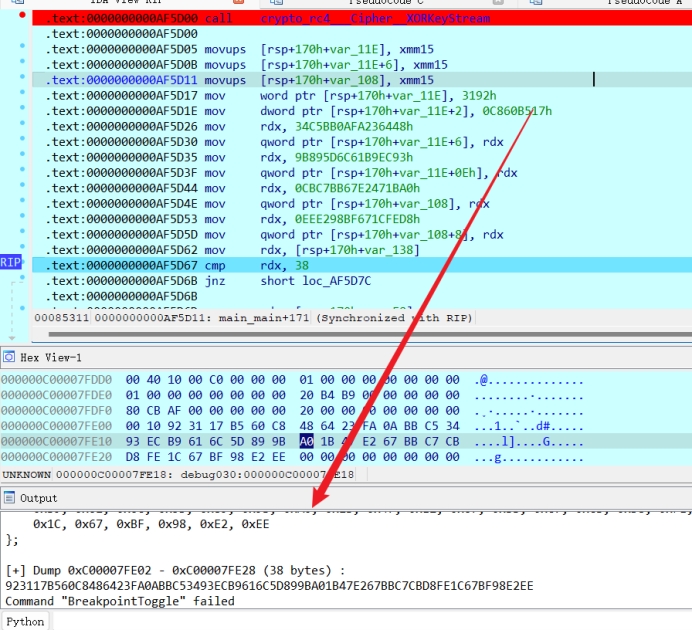 IDA View-RIP Pseudocode-C Pseudocode-A
.text:0000000000AF5D00 call crypto_rc4___Cipher__XORKeyStream
.text:0000000000AF5D00
.text:0000000000AF5D05 movups [rsp+170h+var_11E], xmm15
.text:0000000000AF5D0B movups [rsp+170h+var_11E+6], xmm15
.text:0000000000AF5D11 movups [rsp+170h+var_108], xmm15
.text:0000000000AF5D17 mov word ptr [rsp+170h+var_11E], 3192h
.text:0000000000AF5D1E mov dword ptr [rsp+170h+var_11E+2], 0C860B517h
.text:0000000000AF5D26 mov rdx, 34C5BB0AFA236448h
.text:0000000000AF5D30 mov qword ptr [rsp+170h+var_11E+6], rdx
.text:0000000000AF5D35 mov rdx, 9B895D6C61B9EC93h
.text:0000000000AF5D3F mov qword ptr [rsp+170h+var_11E+0Eh], rdx
.text:0000000000AF5D44 mov rdx, 0CBC7BB67E2471BA0h
.text:0000000000AF5D4E mov qword ptr [rsp+170h+var_108], rdx
.text:0000000000AF5D53 mov rdx, 0EEE298BF671CFED8h
.text:0000000000AF5D5D mov qword ptr [rsp+170h+var_108+8], rdx
.text:0000000000AF5D62 mov rdx, [rsp+170h+var_138]
RIP .text:0000000000AF5D67 cmp rdx, 38
.text:0000000000AF5D6B jnz short loc_AF5D7C
.text:0000000000AF5D6B
00085311 0000000000AF5D11: main_main+171 (Synchronized with RIP)
Hex View-1
000000C00007FDD0 00 40 10 00 C0 00 00 00 01 00 00 00 00 00 00 00 .@..............
000000C00007FDE0 01 00 00 00 00 00 00 00 20 B4 B9 00 00 00 00 00
000000C00007FDF0 80 CB AF 00 00 00 00 00 20 00 00 00 00 00 00 00
000000C00007FE00 00 10 92 31 17 B5 60 C8 48 64 23 FA 0A BB C5 34 ...1..`..d#....
000000C00007FE10 93 EC B9 61 6C 5D 89 9B A0 1B 47 E2 67 BB C7 CB ....l]....G....
000000C00007FE20 D8 FE 1C 67 BF 98 E2 EE 00 00 00 00 00 00 00 00 ...g............
UNKNOWN 000000C00007FE18: debug030:000000C00007FE18
Output
0x1C, 0x67, 0xBF, 0x98, 0xE2, 0xEE
};
[+] Dump 0xC00007FE02 - 0xC00007FE28 (38 bytes) :
923117B560C8486423FA0ABBC53493ECB9616C5D899BA01B47E267BBC7CBD8FE1C67BF98E2EE
Command "BreakpointToggle" failed
Python